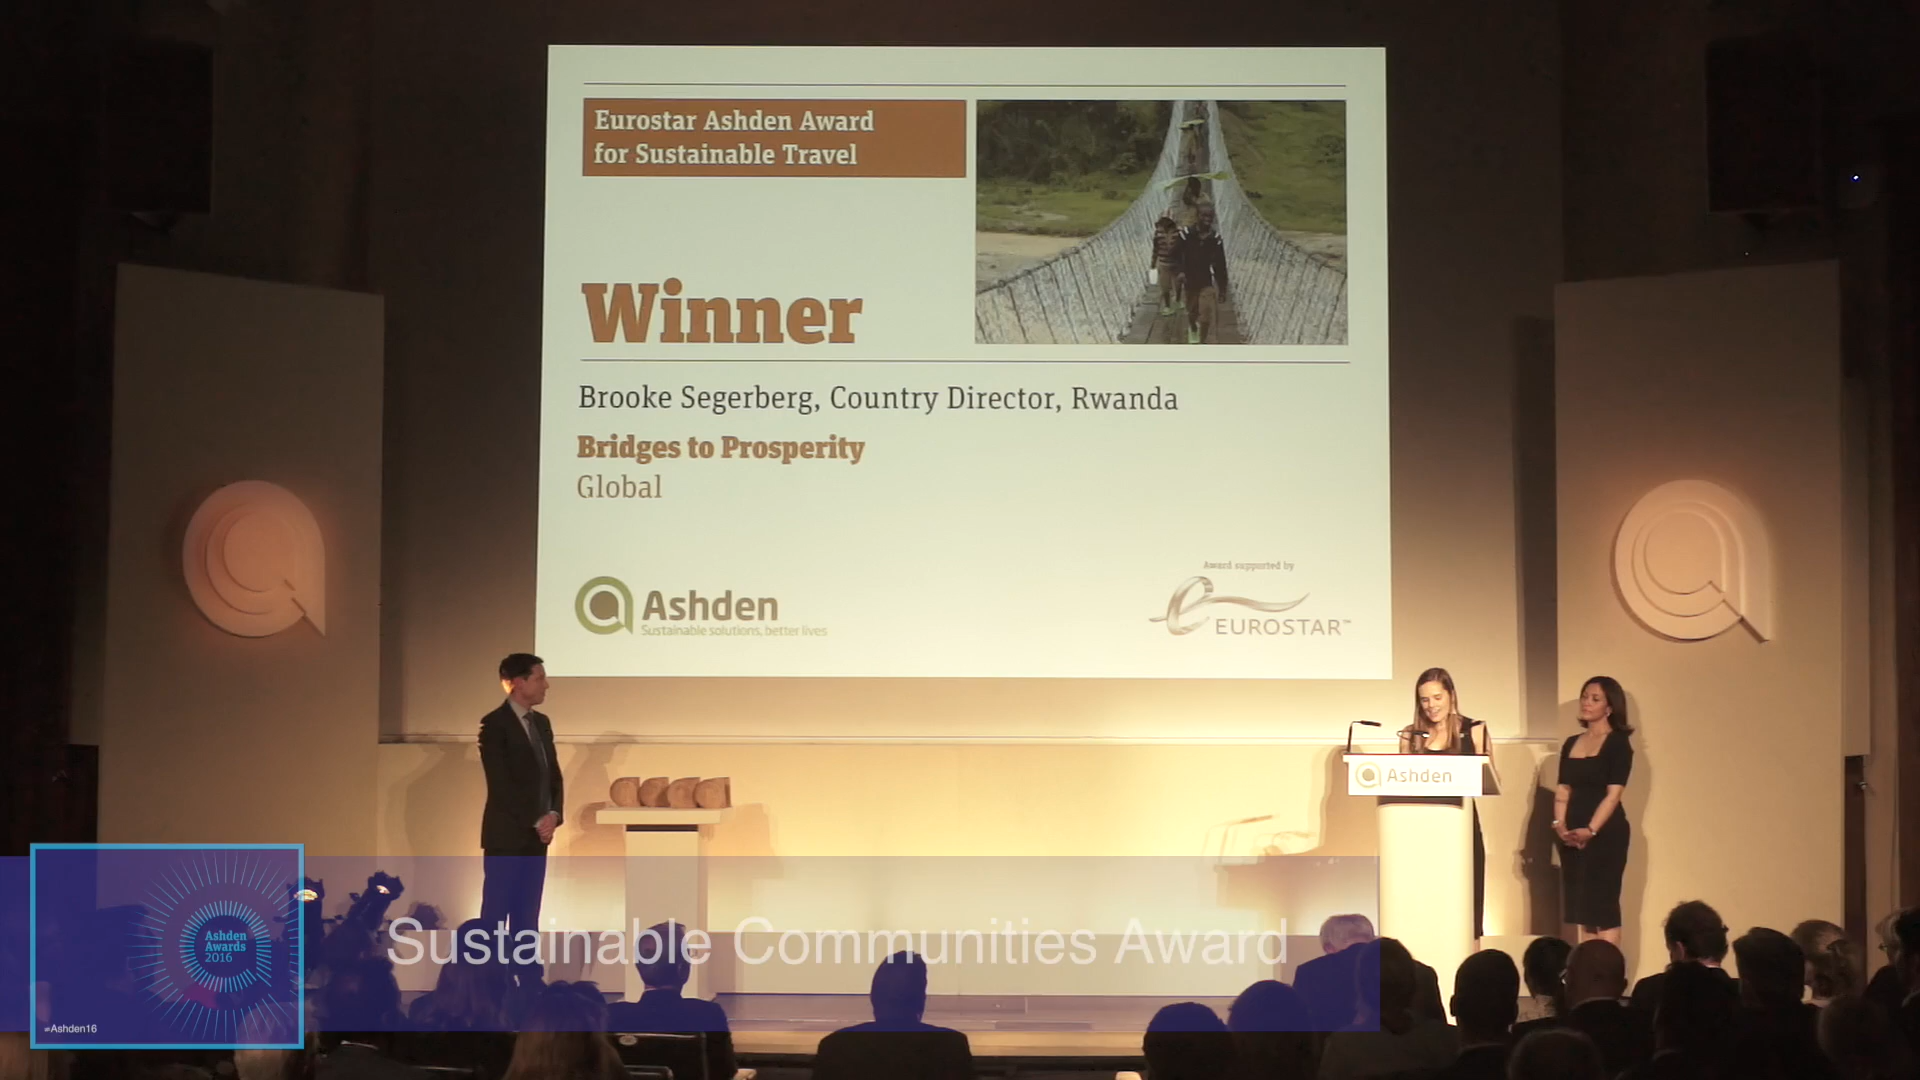 Eurostar Ashden Award
for Sustainable Travel
Winner
Brooke Segerberg, Country Director, Rwanda
Bridges to Prosperity
Global
Ashden
Sustainable solutions, better lives
Award supported by
EUROSTAR™
Ashden
Sustainable Communities Award
Ashden
Awards
2016
#Ashden16